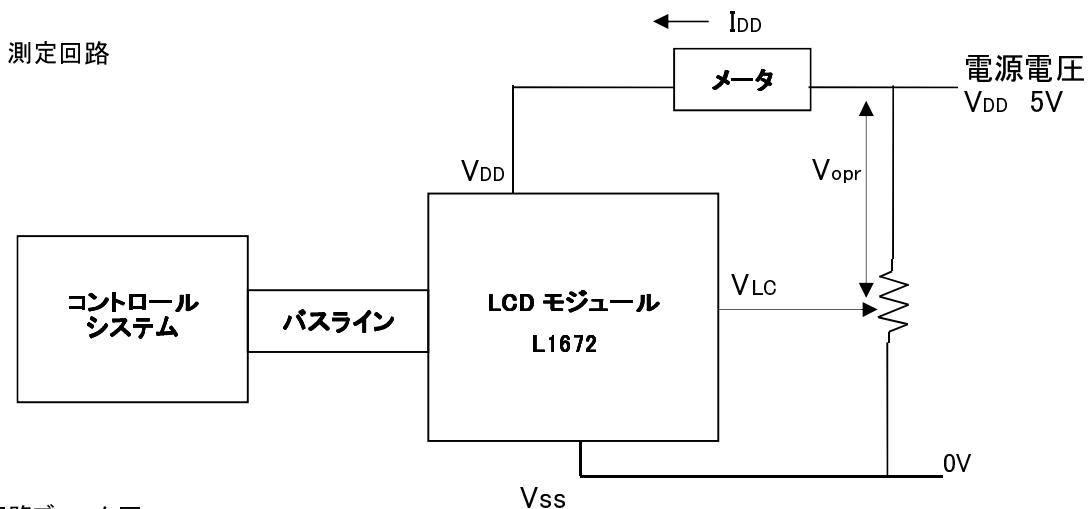 測定回路
IDD
メータ
電源電圧
VDD 5V
VDD
Vopr
コントロール
システム
バスライン
LCD モジュール
L1672
VLC
0V
Vss